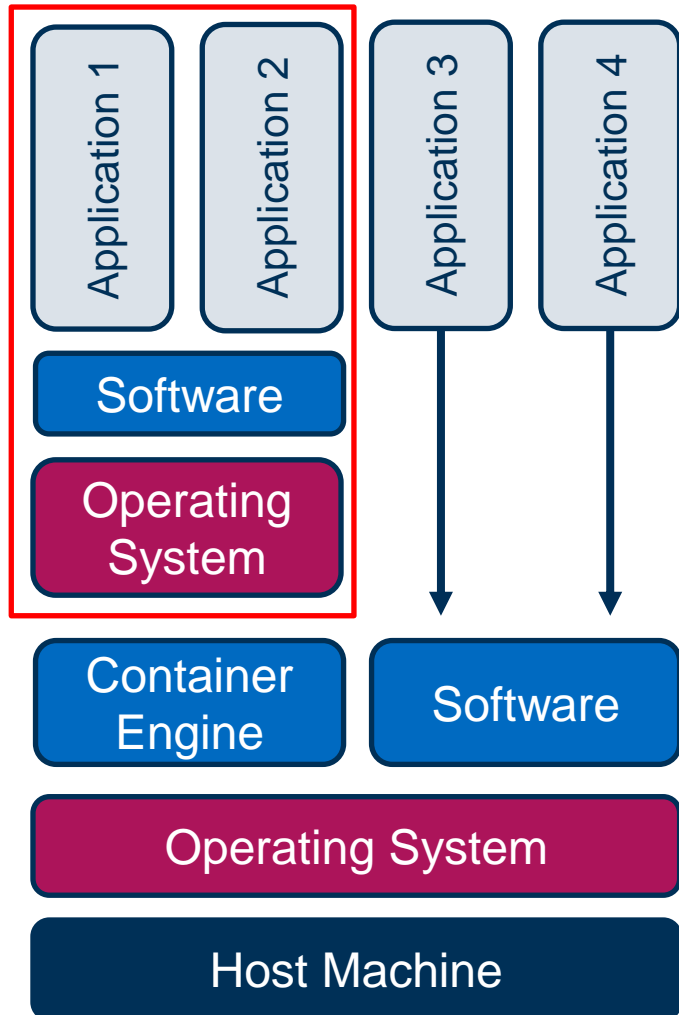 Application 1
Application 2
Application 3
Application 4
Software
Operating
System
Container
Engine
Software
Operating System
Host Machine